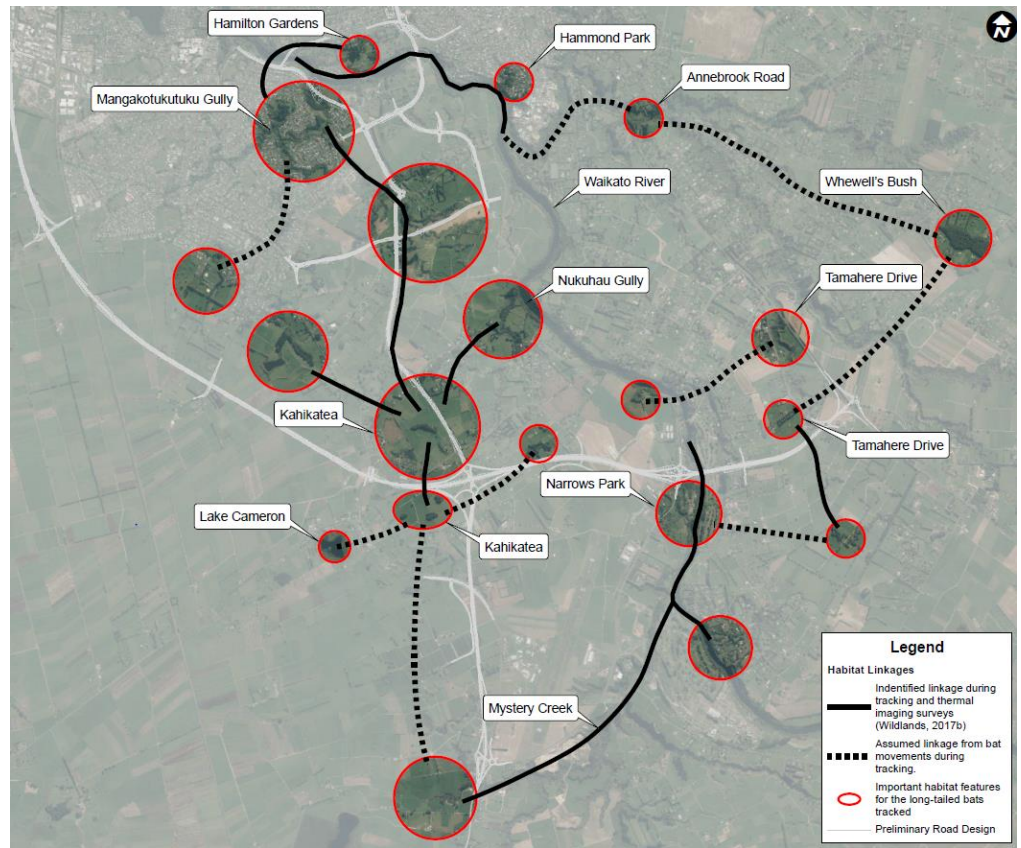 Hamilton Gardens
N
Hammond Park
Annebrook Road
Mangakotukutuku Gully
Whewell's Bush
Waikato River
Nukuhau Gully
Tamahere Drive
Kahikatea
Tamahere Drive
Narrows Park
Lake Cameron
Kahikatea
Mystery Creek
Legend
Habitat Linkages
Indentified linkage during
tracking and thermal
imaging surveys
(Wildlands, 2017b)
Assumed linkage from bat
movements during
tracking.
Important habitat features
for the long-tailed bats
tracked
Preliminary Road Design